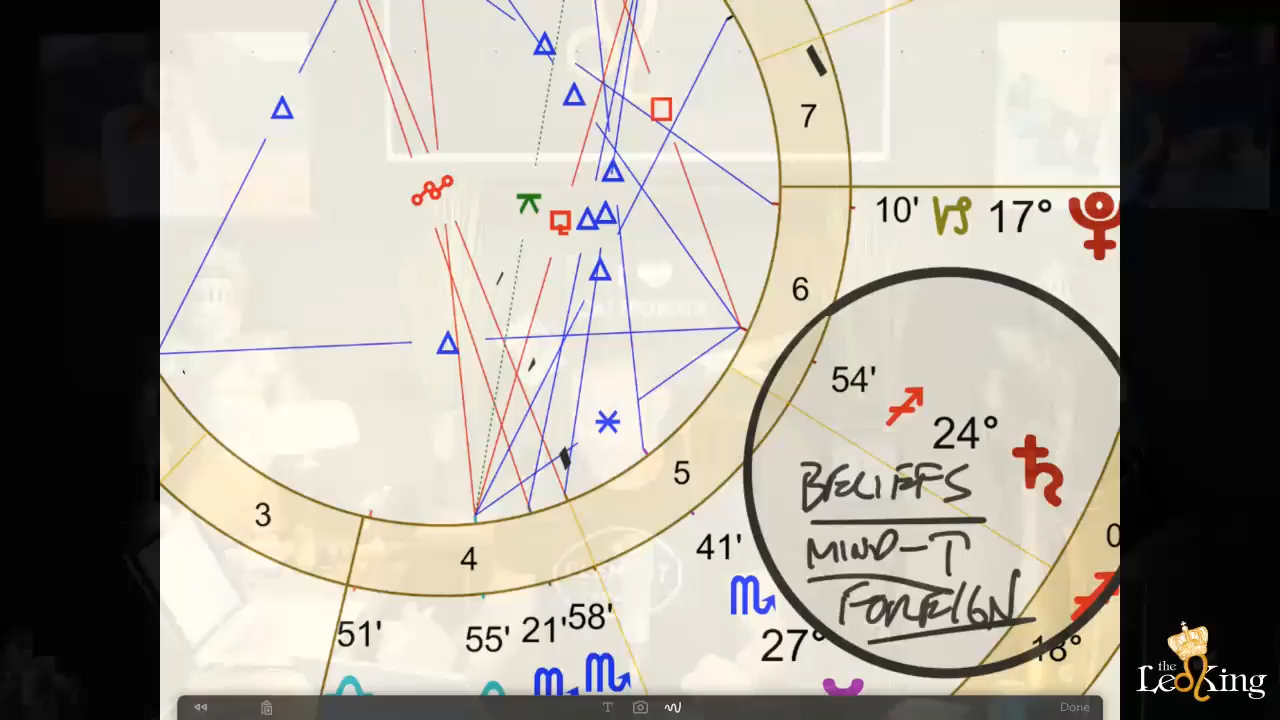 7
10' ♑ 17° ♇
6
54' ♐ 24° ♄
BELIEFS
MIND-T
FOREIGN
5
3
4
41'
♏
27°
18°
51'
55'
21'
58'
♏ ♏
T
Done
the
LeoKing